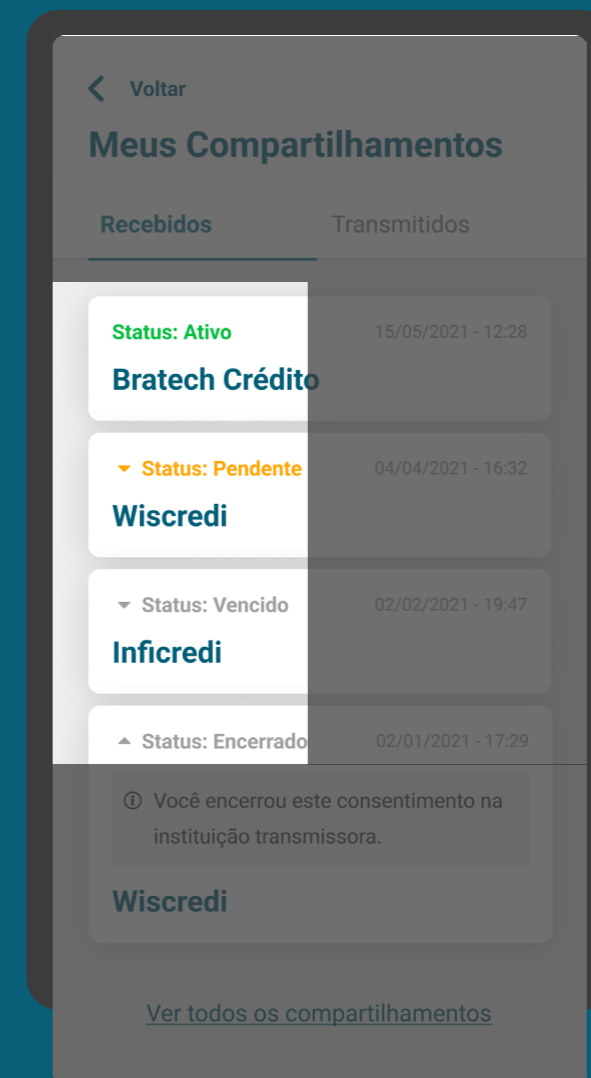 Voltar
Meus Compartilhamentos
Recebidos Transmitidos
Status: Ativo 15/05/2021 - 12:28
Bratech Crédito
Status: Pendente 04/04/2021 - 16:32
Wiscredi
Status: Vencido 02/02/2021 - 19:47
Inficredi
Status: Encerrado 02/01/2021 - 17:29
Você encerrou este consentimento na
instituição transmissora.
Wiscredi
Ver todos os compartilhamentos